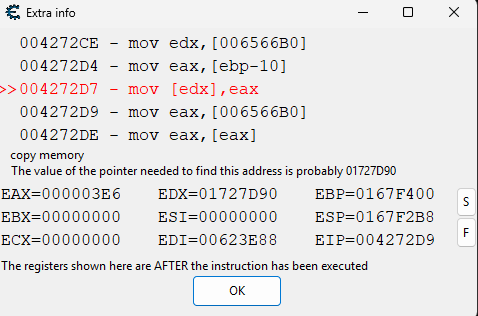 Extra info
004272CE - mov edx,[006566B0]
004272D4 - mov eax,[ebp-10]
>>004272D7 - mov [edx],eax
004272D9 - mov eax,[006566B0]
004272DE - mov eax,[eax]
copy memory
The value of the pointer needed to find this address is probably 01727D90
EAX=000003E6 EDX=01727D90 EBP=0167F400
EBX=00000000 ESI=00000000 ESP=0167F2B8
S
ECX=00000000 EDI=00623E88 EIP=004272D9
F
The registers shown here are AFTER the instruction has been executed
OK